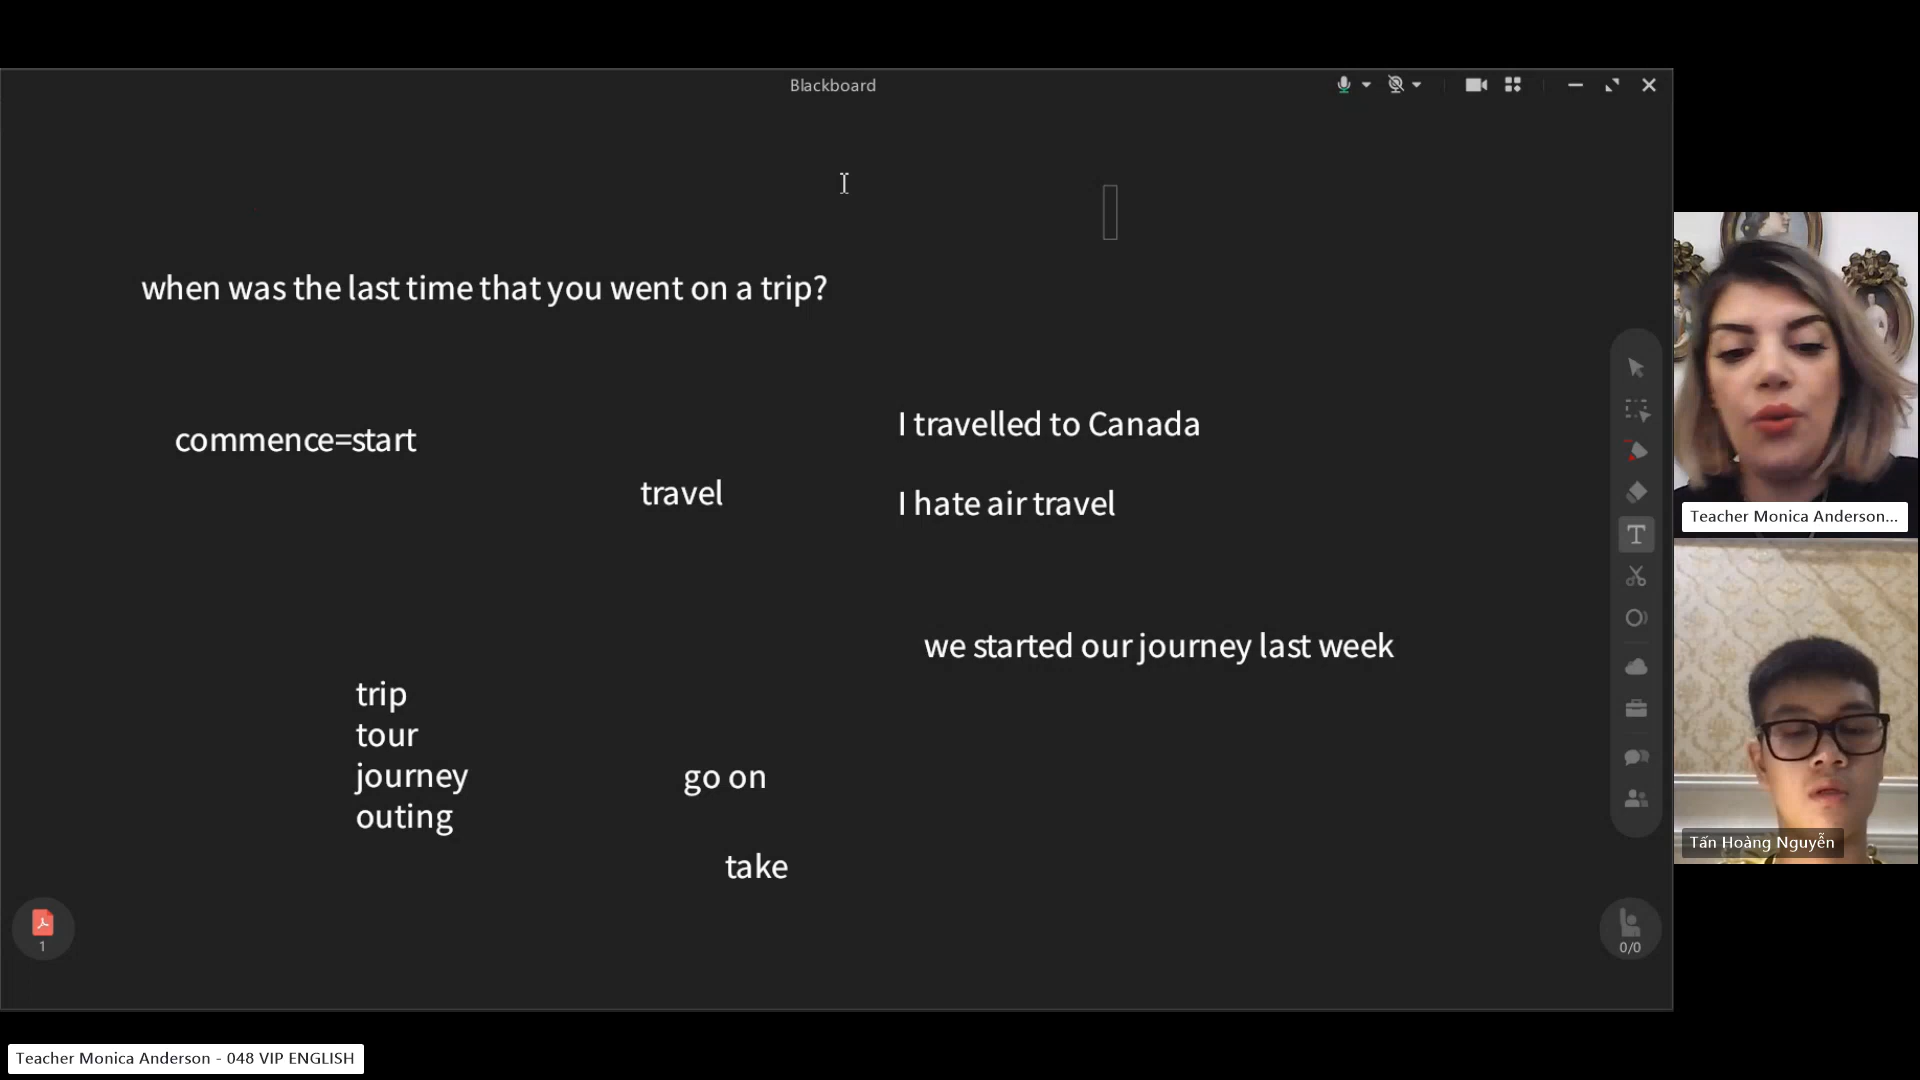 Blackboard
when was the last time that you went on a trip?
commence=start
I travelled to Canada
travel
I hate air travel
we started our journey last week
trip
tour
journey
outing
go on
take
Teacher Monica Anderson...
Tấn Hoàng Nguyễn
1
0/0
Teacher Monica Anderson - 048 VIP ENGLISH